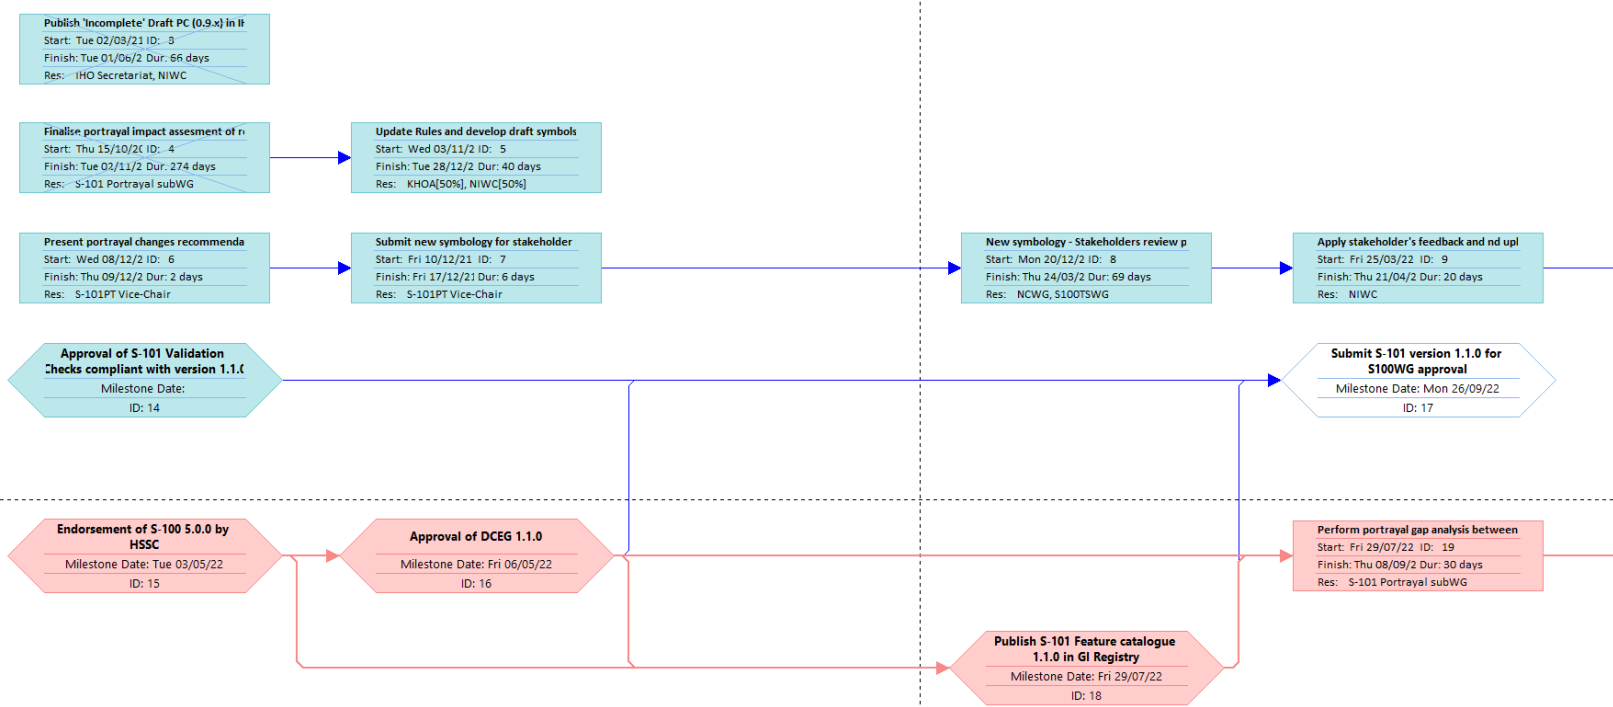 Publish 'Incomplete' Draft PC (0.9.x) in IH
Start: Tue 02/03/21 ID: 3
Finish: Tue 01/06/2 Dur: 66 days
Res: IHO Secretariat, NIWC
Finalise portrayal impact assesment of re
Start: Thu 15/10/20 ID: 4
Finish: Tue 02/11/2 Dur: 274 days
Res: S-101 Portrayal subWG
Update Rules and develop draft symbols
Start: Wed 03/11/2 ID: 5
Finish: Tue 28/12/2 Dur: 40 days
Res: KHOA[50%], NIWC[50%]
Present portrayal changes recommenda
Start: Wed 08/12/2 ID: 6
Finish: Thu 09/12/2 Dur: 2 days
Res: S-101PT Vice-Chair
Submit new symbology for stakeholder
Start: Fri 10/12/21 ID: 7
Finish: Fri 17/12/21 Dur: 6 days
Res: S-101PT Vice-Chair
New symbology - Stakeholders review p
Start: Mon 20/12/2 ID: 8
Finish: Thu 24/03/2 Dur: 69 days
Res: NCWG, S100TSWG
Apply stakeholder's feedback and nd upl
Start: Fri 25/03/22 ID: 9
Finish: Thu 21/04/2 Dur: 20 days
Res: NIWC
Approval of S-101 Validation
Checks compliant with version 1.1.0
Milestone Date:
ID: 14
Submit S-101 version 1.1.0 for
S100WG approval
Milestone Date: Mon 26/09/22
ID: 17
Endorsement of S-100 5.0.0 by
HSSC
Milestone Date: Tue 03/05/22
ID: 15
Approval of DCEG 1.1.0
Milestone Date: Fri 06/05/22
ID: 16
Perform portrayal gap analysis between
Start: Fri 29/07/22 ID: 19
Finish: Thu 08/09/2 Dur: 30 days
Res: S-101 Portrayal subWG
Publish S-101 Feature catalogue
1.1.0 in GI Registry
Milestone Date: Fri 29/07/22
ID: 18